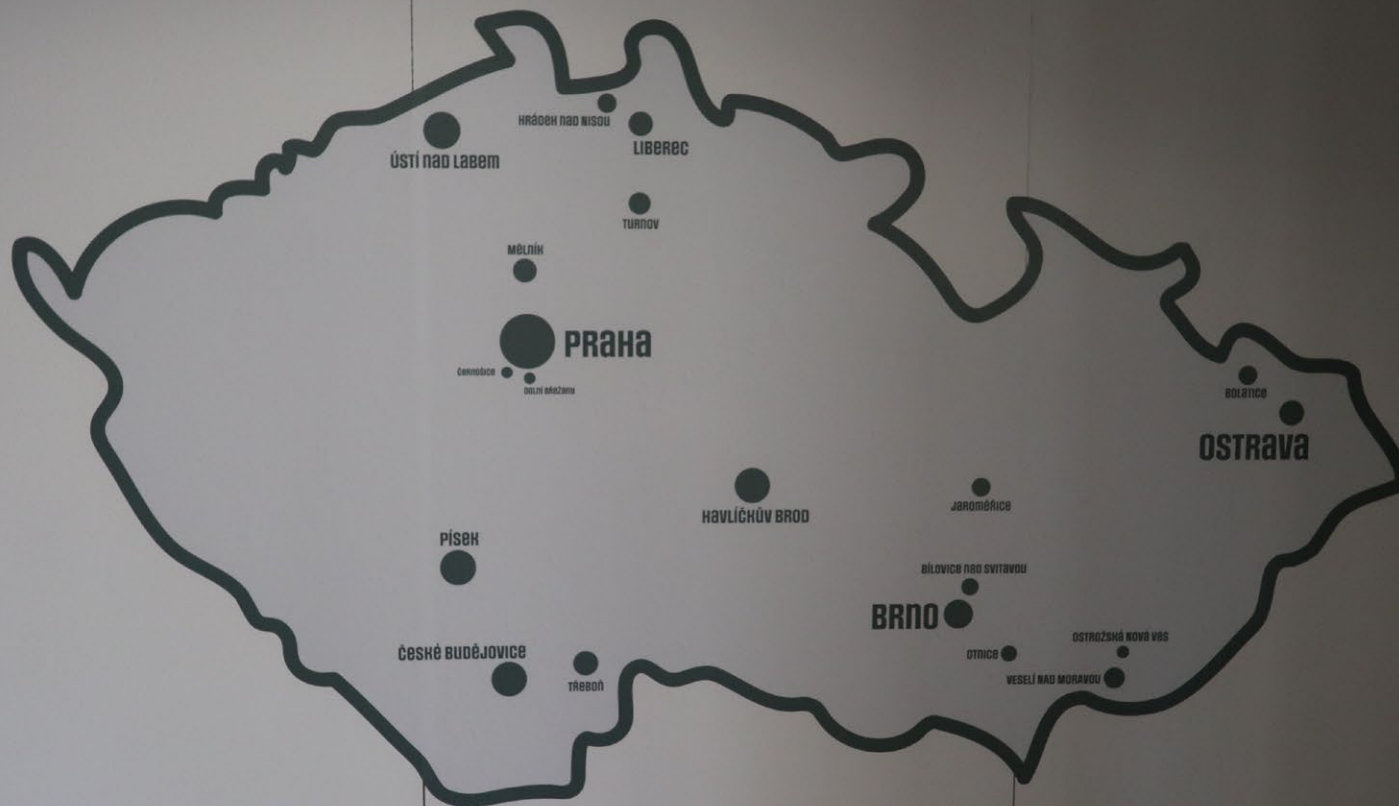 HRÁDEK NAD NISOU
LIBEREC
ÚSTÍ NAD LABEM
TURNOV
MĚLNÍK
PRAHA
ČERNOŠICE
DOLNÍ BŘEŽANY
BOLATICE
OSTRAVA
HAVLÍČKŮV BROD
JAROMĚŘICE
PÍSEK
BÍLOVICE NAD SVITAVOU
BRNO
OSTROŽSKÁ NOVÁ VES
ČESKÉ BUDĚJOVICE
OTNICE
VESELÍ NAD MORAVOU
TŘEBOŇ